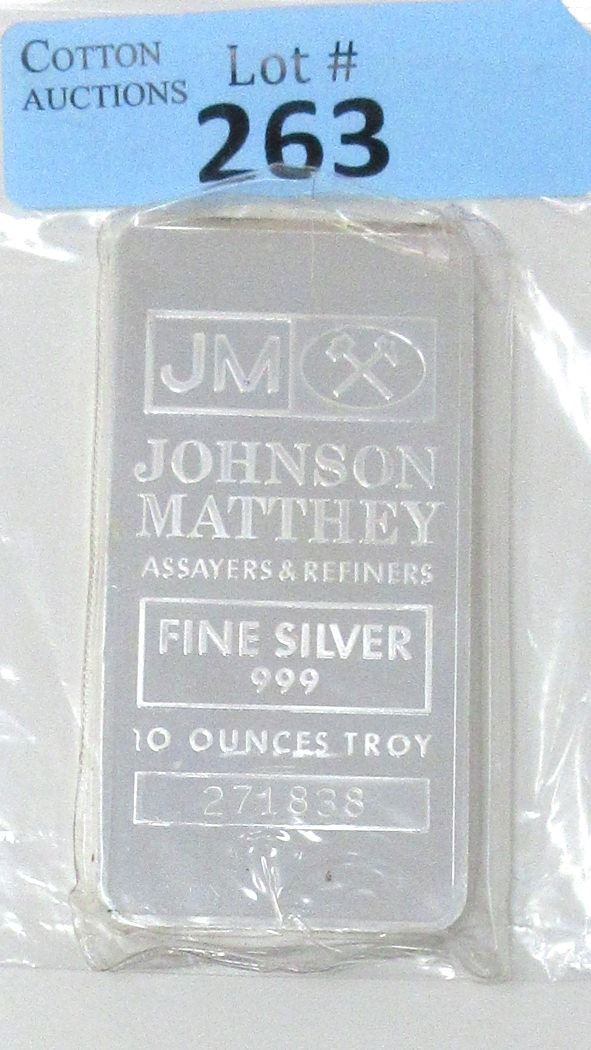 COTTON
AUCTIONS
Lot #
263
JM
JOHNSON
MATTHEY
ASSAYERS & REFINERS
FINE SILVER
999
10 OUNCES TROY
271838